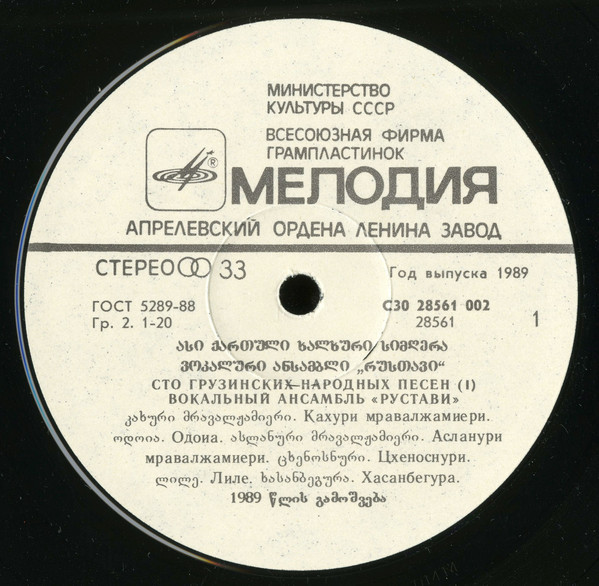 МИНИСТЕРСТВО
КУЛЬТУРЫ СССР
ВСЕСОЮЗНАЯ ФИРМА
ГРАМПЛАСТИНОК
®
МЕЛОДИЯ
АПРЕЛЕВСКИЙ ОРДЕНА ЛЕНИНА ЗАВОД
СТЕРЕО 33
Год выпуска 1989
ГОСТ 5289-88
С30 28561 002
Гр. 2. 1-20
28561
1
ასი ქართული ხალხური სიმღერა
ვოკალური ანსამბლი „რუსთავი“
СТО ГРУЗИНСКИХ НАРОДНЫХ ПЕСЕН (I)
ВОКАЛЬНЫЙ АНСАМБЛЬ «РУСТАВИ»
კახური მრავალჟამიერი. Кахури мравалжамиери.
ოდოია. Одоиа. ასლანური მრავალჟამიერი. Асланури
мравалжамиери. ცხენოსნური. Цхеноснури.
ლილე. Лиле. ხასანბეგურა. Хасанбегура.
1989 წლის გამოშვება